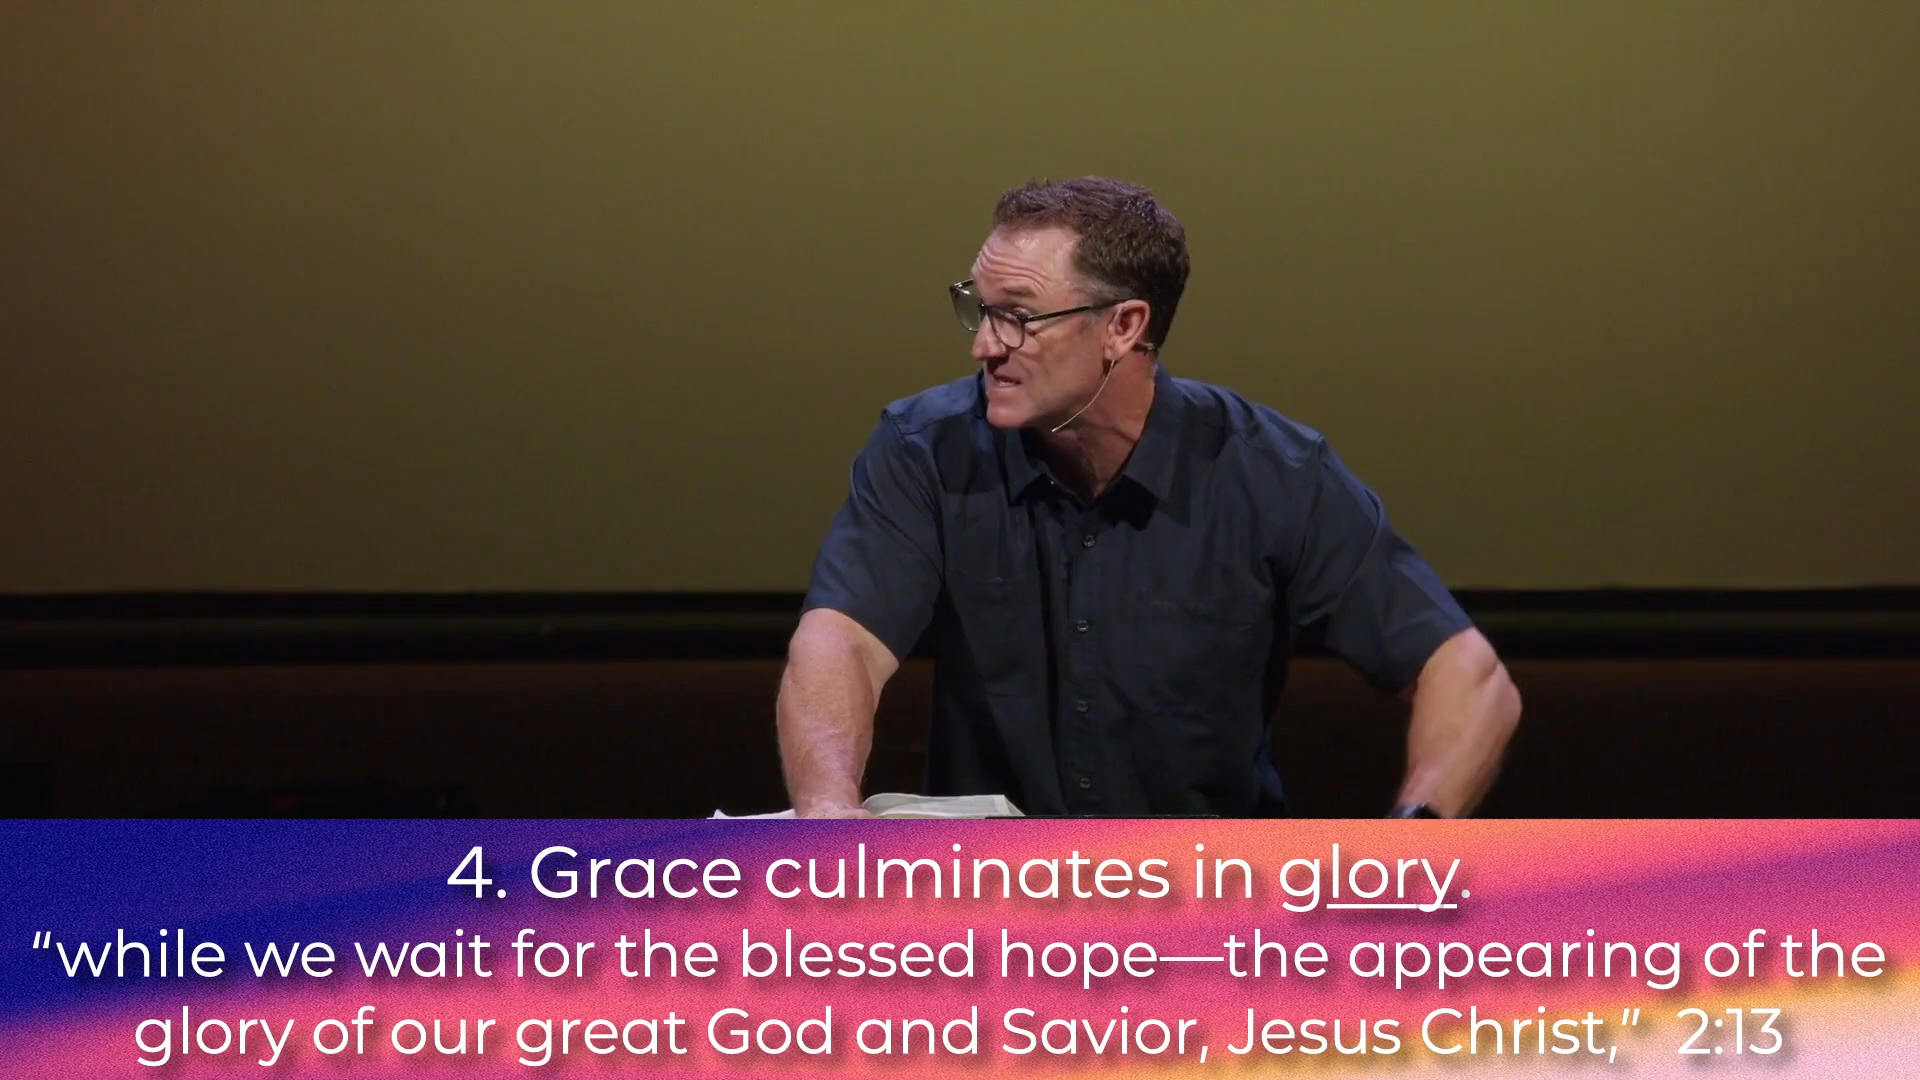 4. Grace culminates in glory.
“while we wait for the blessed hope—the appearing of the
glory of our great God and Savior, Jesus Christ,” 2:13